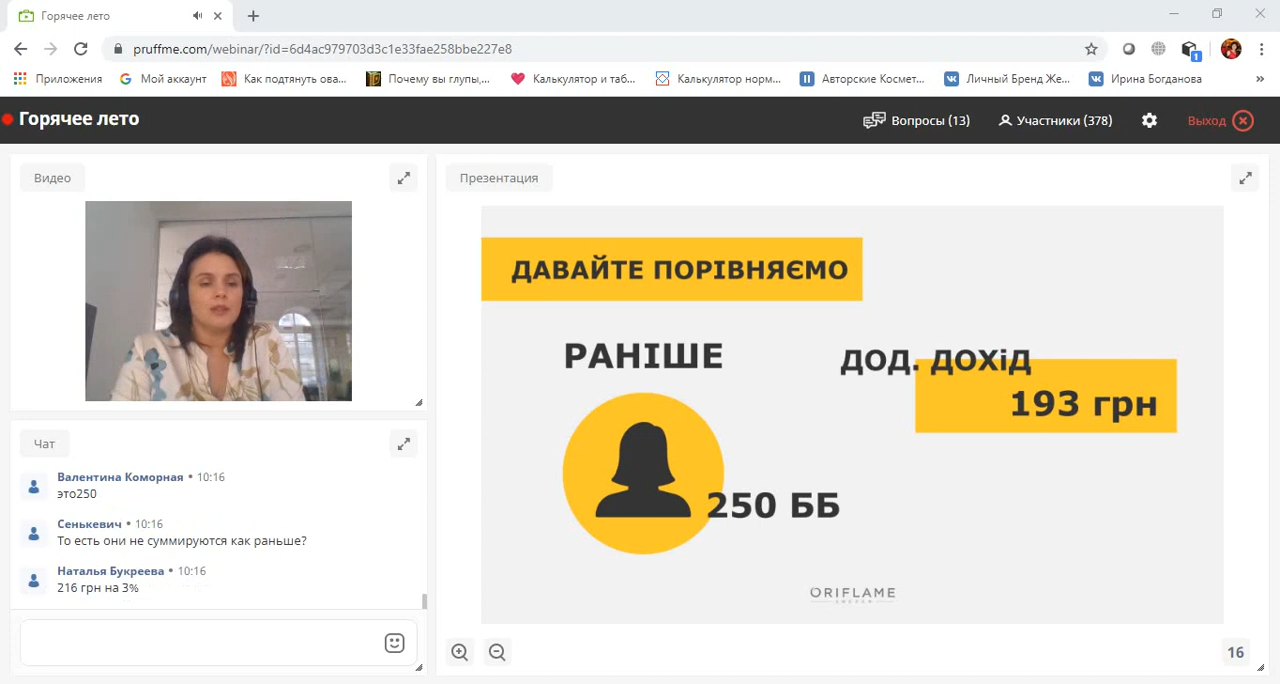 Горячее лето
pruffme.com/webinar/?id=6d4ac979703d3c1e33fae258bbe227e8
Приложения
Мой аккаунт
Как подтянуть ова...
Почему вы глупы,...
Калькулятор и таб...
Калькулятор норм...
Авторские Космет...
Личный Бренд Же...
Ирина Богданова
»
1
Горячее лето
Вопросы (13)
Участники (378)
Выход
Видео
Презентация
ДАВАЙТЕ ПОРІВНЯЄМО
РАНІШЕ
ДОД. ДОХіД
193 грн
250 ББ
ORIFLAME
SWEDEN
16
Чат
Валентина Коморная • 10:16
это250
Сенькевич • 10:16
То есть они не суммируются как раньше?
Наталья Букреева • 10:16
216 грн на 3%